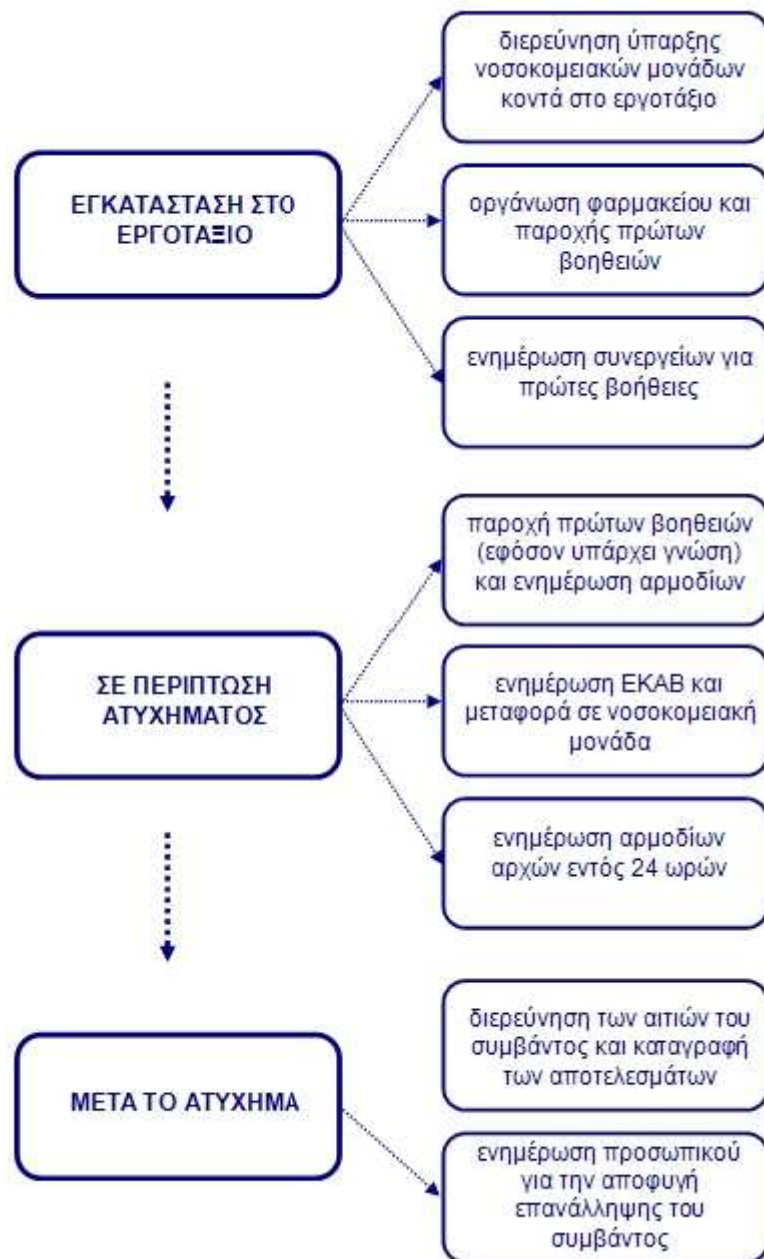 ΕΓΚΑΤΑΣΤΑΣΗ ΣΤΟ
ΕΡΓΟΤΑΞΙΟ
διερεύνηση ύπαρξης
νοσοκομειακών μονάδων
κοντά στο εργοτάξιο
οργάνωση φαρμακείου και
παροχής πρώτων
βοηθειών
ενημέρωση συνεργείων για
πρώτες βοήθειες
ΣΕ ΠΕΡΙΠΤΩΣΗ
ΑΤΥΧΗΜΑΤΟΣ
παροχή πρώτων βοηθειών
(εφόσον υπάρχει γνώση)
και ενημέρωση αρμοδίων
ενημέρωση ΕΚΑΒ και
μεταφορά σε νοσοκομειακή
μονάδα
ενημέρωση αρμοδίων
αρχών εντός 24 ωρών
ΜΕΤΑ ΤΟ ΑΤΥΧΗΜΑ
διερεύνηση των αιτιών του
συμβάντος και καταγραφή
των αποτελεσμάτων
ενημέρωση προσωπικού
για την αποφυγή
επανάλληψης του
συμβάντος